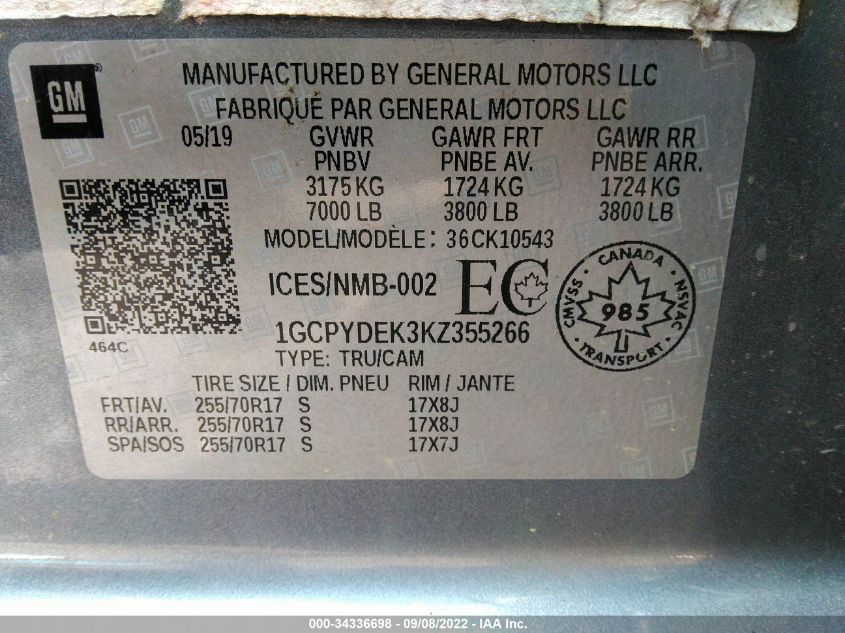 GM
MANUFACTURED BY GENERAL MOTORS LLC
FABRIQUÉ PAR GENERAL MOTORS LLC
05/19 GVWR GAWR FRT GAWR RR
PNBV PNBE AV. PNBE ARR.
3175 KG 1724 KG 1724 KG
7000 LB 3800 LB 3800 LB
MODEL/MODÈLE: 36CK10543
ICES/NMB-002 EC
CANADA
CMVSS 985 NSVAC
TRANSPORT
1GCPYDEK3KZ355266
464C
TYPE: TRU/CAM
TIRE SIZE / DIM. PNEU RIM / JANTE
FRT/AV. 255/70R17 S 17X8J
RR/ARR. 255/70R17 S 17X8J
SPA/SOS 255/70R17 S 17X7J
000-34336698 - 09/08/2022 - IAA Inc.